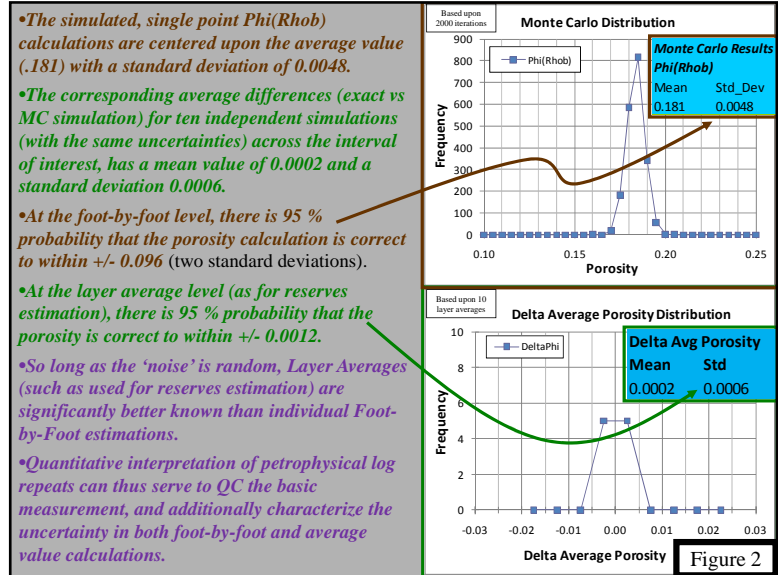 •The simulated, single point Phi(Rhob)
calculations are centered upon the average value
(.181) with a standard deviation of 0.0048.
•The corresponding average differences (exact vs
MC simulation) for ten independent simulations
(with the same uncertainties) across the interval
of interest, has a mean value of 0.0002 and a
standard deviation 0.0006.
•At the foot-by-foot level, there is 95 %
probability that the porosity calculation is correct
to within +/- 0.096 (two standard deviations).
•At the layer average level (as for reserves
estimation), there is 95 % probability that the
porosity is correct to within +/- 0.0012.
•So long as the ‘noise’ is random, Layer Averages
(such as used for reserves estimation) are
significantly better known than individual Foot-
by-Foot estimations.
•Quantitative interpretation of petrophysical log
repeats can thus serve to QC the basic
measurement, and additionally characterize the
uncertainty in both foot-by-foot and average
value calculations.
Based upon
2000 iterations
Monte Carlo Distribution
Phi(Rhob)
Monte Carlo Results
Phi(Rhob)
Mean Std_Dev
0.181 0.0048
Frequency
900
800
700
600
500
400
300
200
100
0
0.10 0.15 0.20 0.25
Porosity
Based upon 10
layer averages
Delta Average Porosity Distribution
DeltaPhi
Delta Avg Porosity
Mean Std
0.0002 0.0006
Frequency
10
8
6
4
2
0
-0.03 -0.02 -0.01 0.00 0.01 0.02 0.03
Delta Average Porosity
Figure 2